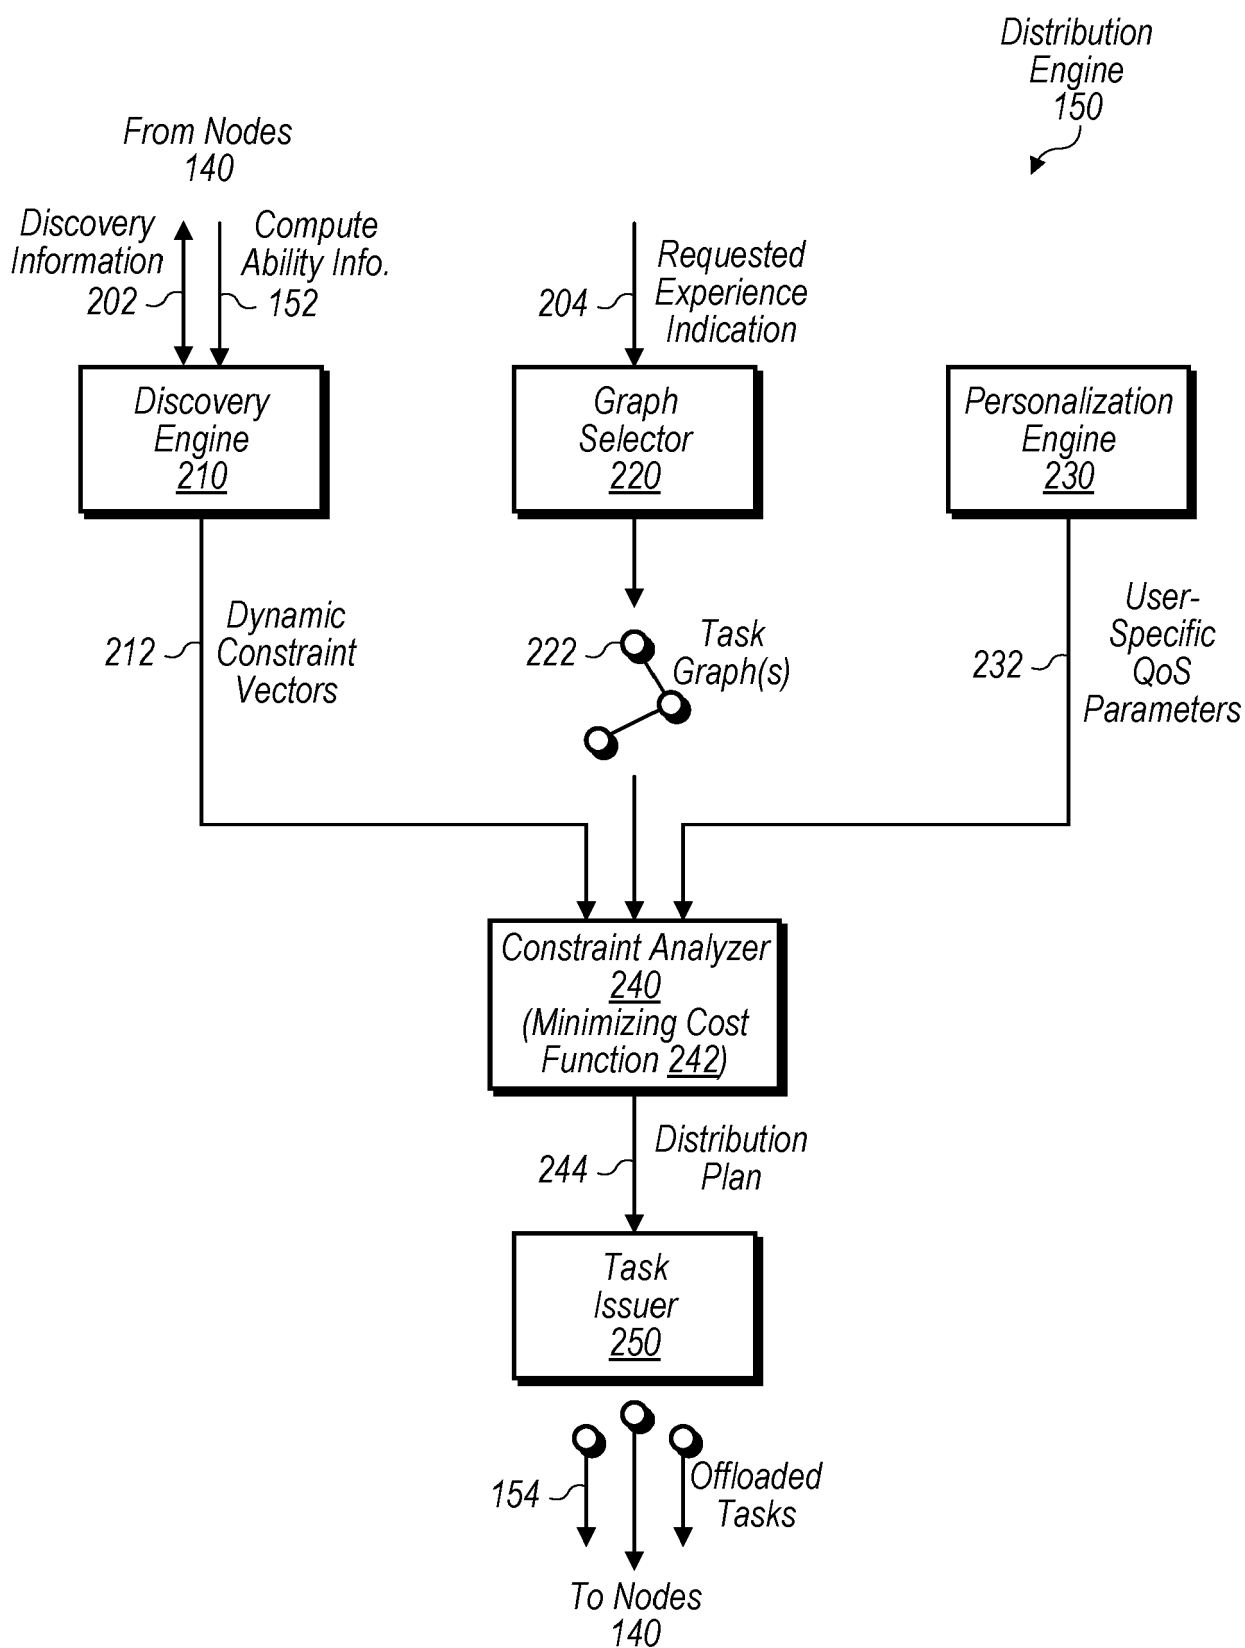 Distribution
Engine
150
From Nodes
140
Discovery
Information
202
Compute
Ability Info.
152
204
Requested
Experience
Indication
Discovery
Engine
210
Graph
Selector
220
Personalization
Engine
230
212
Dynamic
Constraint
Vectors
222
Task
Graph(s)
232
User-
Specific
QoS
Parameters
Constraint Analyzer
240
(Minimizing Cost
Function 242)
244
Distribution
Plan
Task
Issuer
250
154
Offloaded
Tasks
To Nodes
140